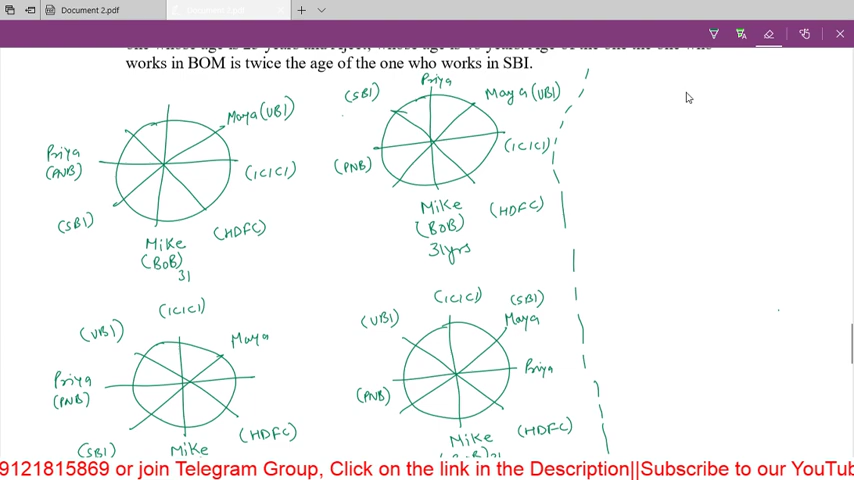 Document 2.pdf
works in BOM is twice the age of the one who works in SBI.
Maya (UBI)
Priya
(PNB)
(ICICI)
(SBI)
(HDFC)
Mike
(BOB)
31
(SBI)
Priya
Maya (UBI)
(ICICI)
(PNB)
(HDFC)
Mike
(BOB)
31yrs
(ICICI)
(UBI)
Maya
Priya
(PNB)
(HDFC)
(SBI)
Mike
(ICICI)
(SBI)
(UBI)
Maya
Priya
(PNB)
(HDFC)
Mike
9121815869 or join Telegram Group, Click on the link in the Description||Subscribe to our YouTub